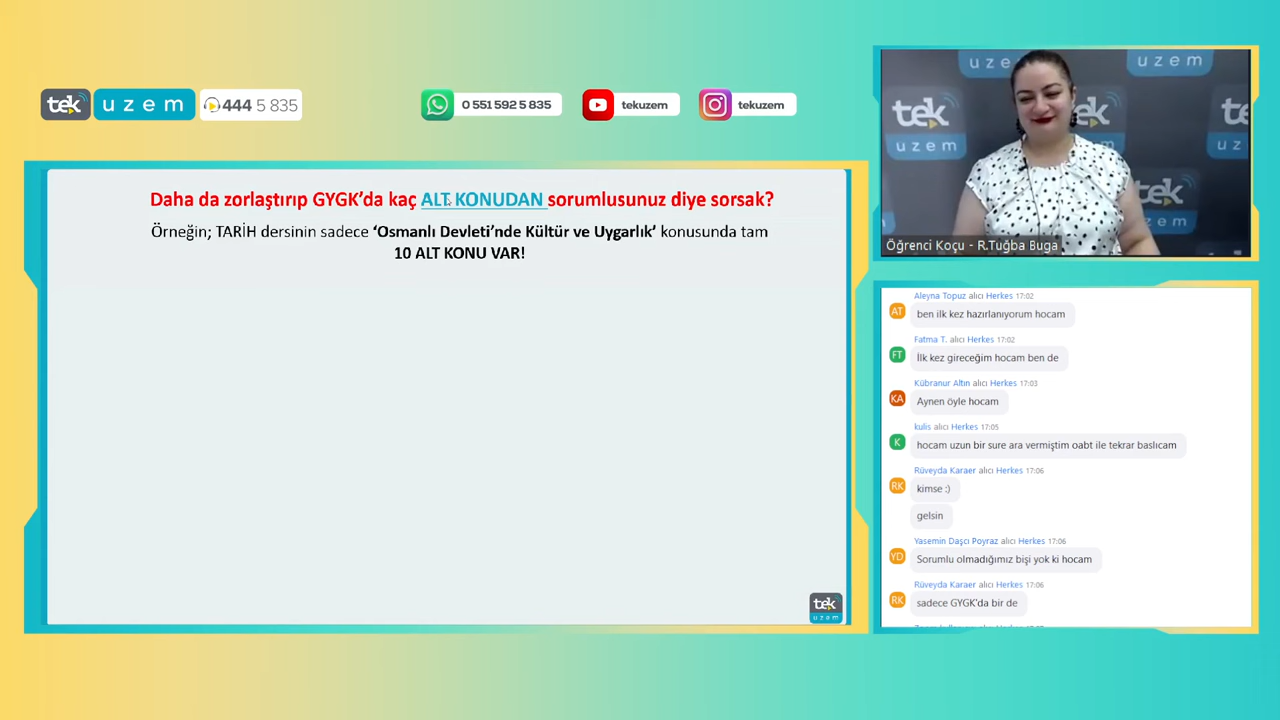 tek uzem 444 5 835
0 551 592 5 835
tekuzem
tekuzem
Daha da zorlaştırıp GYGK'da kaç ALT KONUDAN sorumlusunuz diye sorsak?
Örneğin; TARİH dersinin sadece ‘Osmanlı Devleti’nde Kültür ve Uygarlık’ konusunda tam
10 ALT KONU VAR!
tek
uzem
uzem
uzem
tek
uzem
tek
te
uz
Öğrenci Koçu - R.Tuğba Buga
Aleyna Topuz alıcı Herkes 17:02
AT
ben ilk kez hazırlanıyorum hocam
Fatma T. alıcı Herkes 17:02
FT
İlk kez gireceğim hocam ben de
Kübranur Altın alıcı Herkes 17:03
KA
Aynen öyle hocam
kulis alıcı Herkes 17:05
K
hocam uzun bir sure ara vermiştim oabt ile tekrar baslıcam
Rüveyda Karaer alıcı Herkes 17:06
RK
kimse :)
gelsin
Yasemin Daşçı Poyraz alıcı Herkes 17:06
YD
Sorumlu olmadığımız bişi yok ki hocam
Rüveyda Karaer alıcı Herkes 17:06
RK
sadece GYGK'da bir de